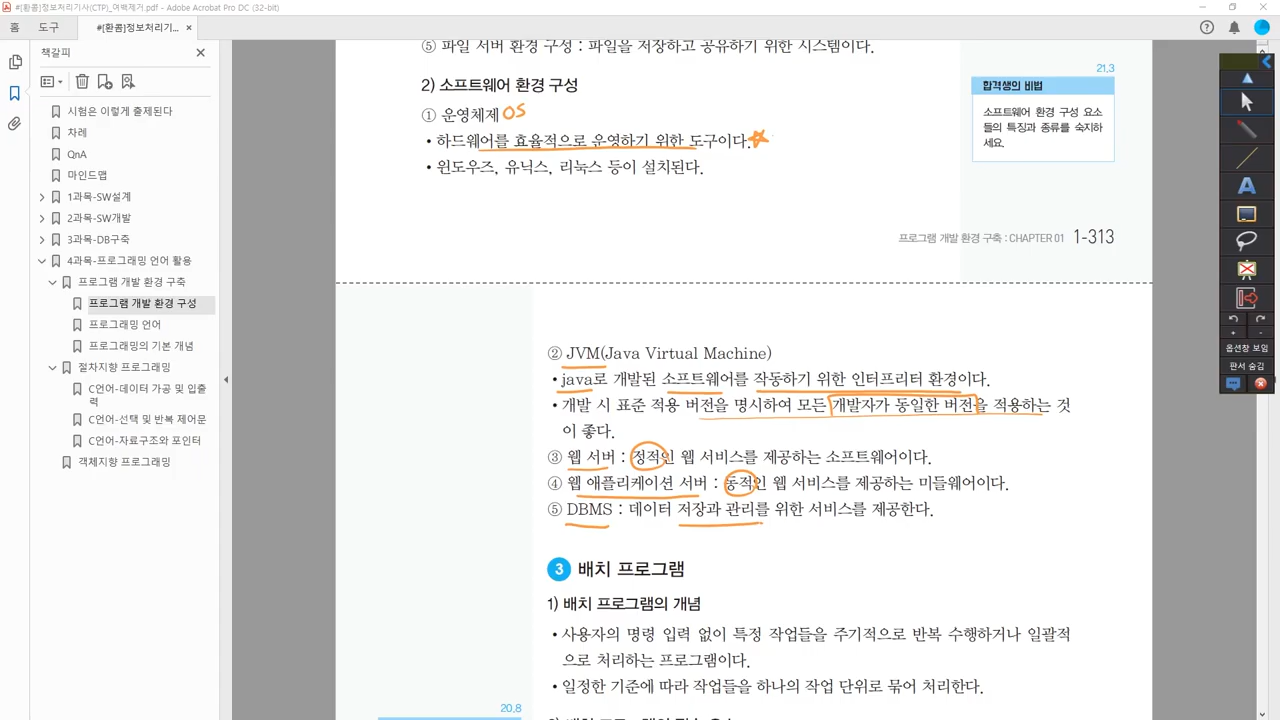 #[환콤]정보처리기사(CTP)_여백제거.pdf - Adobe Acrobat Pro DC (32-bit)
홈 도구 #[환콤]정보처리기... ×
책갈피 ×
시험은 이렇게 출제된다
차례
QnA
마인드맵
1과목-SW설계
2과목-SW개발
3과목-DB구축
4과목-프로그래밍 언어 활용
프로그램 개발 환경 구축
프로그램 개발 환경 구성
프로그래밍 언어
프로그래밍의 기본 개념
절차지향 프로그래밍
C언어-데이터 가공 및 입출
력
C언어-선택 및 반복 제어문
C언어-자료구조와 포인터
객체지향 프로그래밍
⑤ 파일 서버 환경 구성 : 파일을 저장하고 공유하기 위한 시스템이다.
2) 소프트웨어 환경 구성
① 운영체제 OS
• 하드웨어를 효율적으로 운영하기 위한 도구이다.
• 윈도우즈, 유닉스, 리눅스 등이 설치된다.
21,3
합격생의 비법
소프트웨어 환경 구성 요소
들의 특징과 종류를 숙지하
세요.
프로그램 개발 환경 구축 : CHAPTER 01 1-313
② JVM(Java Virtual Machine)
• java로 개발된 소프트웨어를 작동하기 위한 인터프리터 환경이다.
• 개발 시 표준 적용 버전을 명시하여 모든 개발자가 동일한 버전을 적용하는 것
이 좋다.
③ 웹 서버 : 정적인 웹 서비스를 제공하는 소프트웨어이다.
④ 웹 애플리케이션 서버 : 동적인 웹 서비스를 제공하는 미들웨어이다.
⑤ DBMS : 데이터 저장과 관리를 위한 서비스를 제공한다.
3 배치 프로그램
1) 배치 프로그램의 개념
• 사용자의 명령 입력 없이 특정 작업들을 주기적으로 반복 수행하거나 일괄적
으로 처리하는 프로그램이다.
• 일정한 기준에 따라 작업들을 하나의 작업 단위로 묶어 처리한다.
20,8
A
+ -
옵션창 보임
판서 숨김